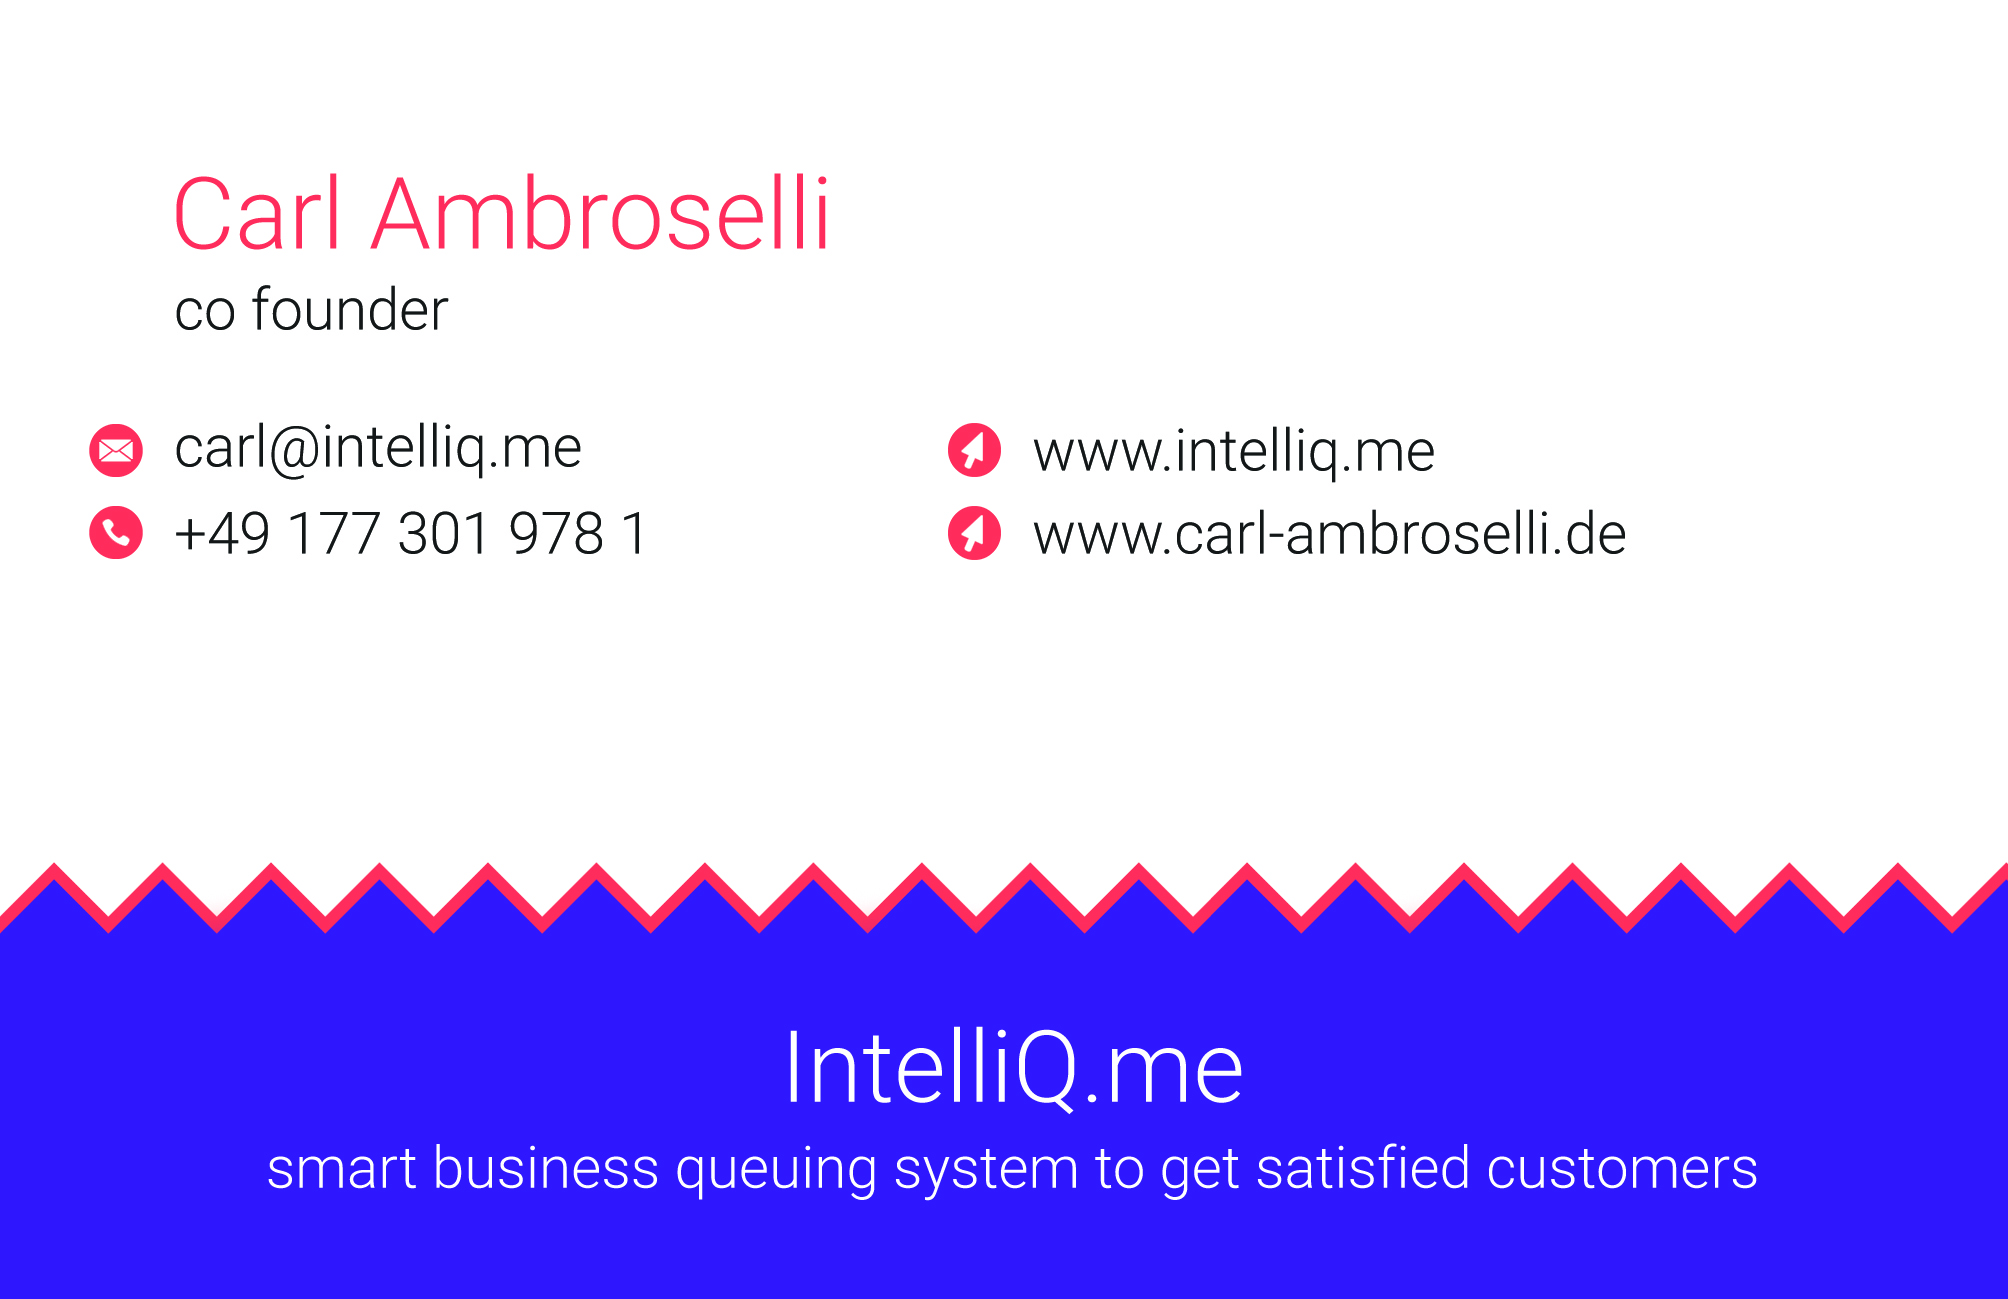 Carl Ambroselli
co founder
carl@intelliq.me
+49 177 301 978 1
www.intelliq.me
www.carl-ambroselli.de
IntelliQ.me
smart business queuing system to get satisfied customers